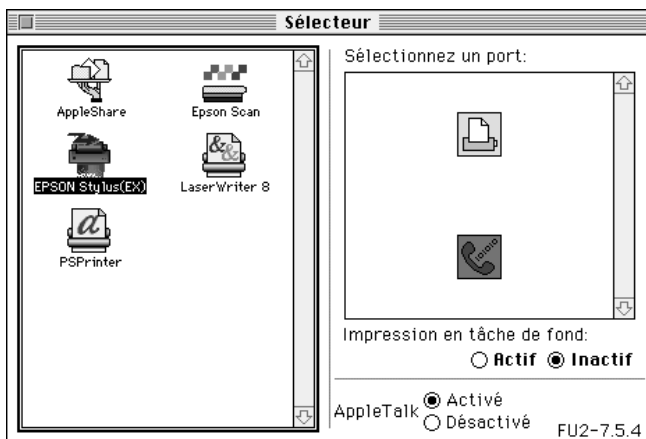 Sélecteur
AppleShare
Epson Scan
EPSON Stylus(EX)
LaserWriter 8
PSPrinter
Sélectionnez un port:
Impression en tâche de fond:
Actif
Inactif
AppleTalk
Activé
Désactivé
FU2-7.5.4